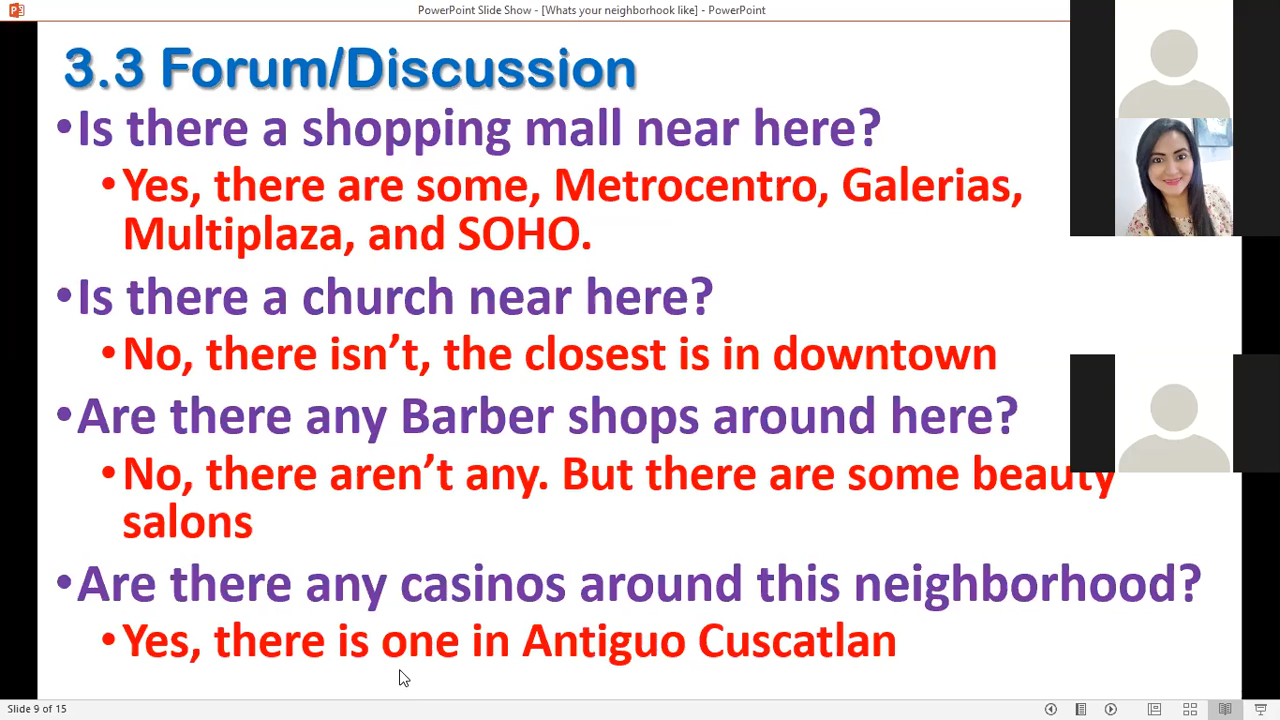 PowerPoint Slide Show - [Whats your neighborhook like] - PowerPoint
3.3 Forum/Discussion
•Is there a shopping mall near here?
•Yes, there are some, Metrocentro, Galerias,
Multiplaza, and SOHO.
•Is there a church near here?
•No, there isn’t, the closest is in downtown
•Are there any Barber shops around here?
•No, there aren’t any. But there are some beauty
salons
•Are there any casinos around this neighborhood?
•Yes, there is one in Antiguo Cuscatlan
Slide 9 of 15